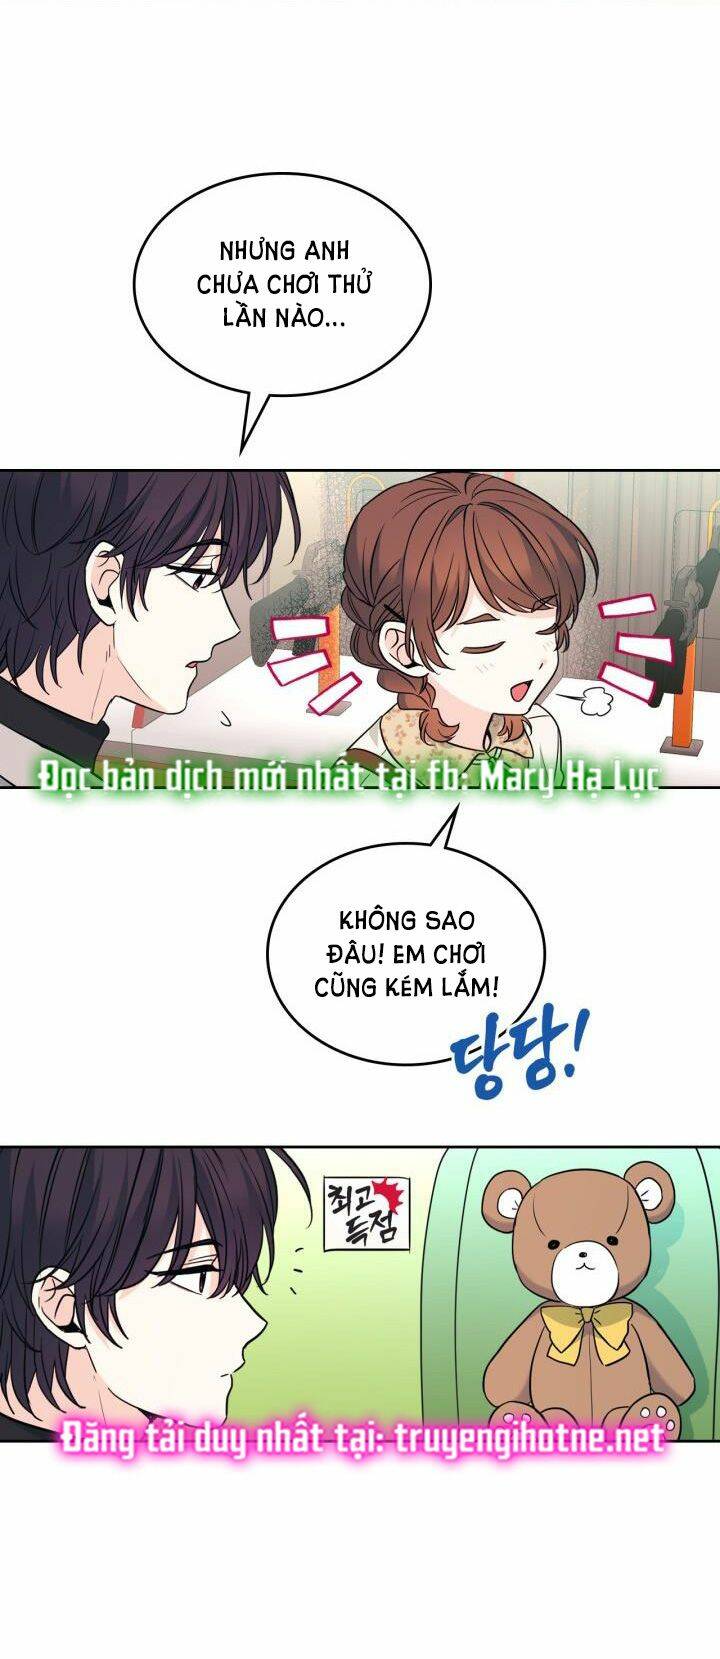 NHƯNG ANH
CHƯA CHƠI THỬ
LẦN NÀO...
Đọc bản dịch mới nhất tại fb: Mary Hạ Lục
KHÔNG SAO
ĐÂU! EM CHƠI
CŨNG KÉM LẮM!
당당!
최고
득점
Đăng tải duy nhất tại: truyengihotne.net